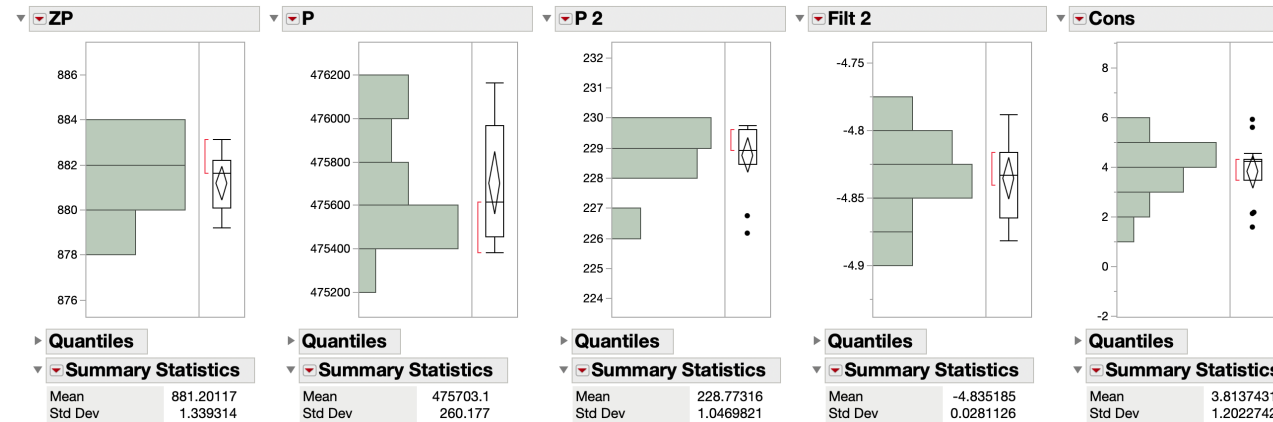 ZP
886
884
882
880
878
876
Quantiles
Summary Statistics
Mean 881.20117
Std Dev 1.339314
P
476200
476000
475800
475600
475400
475200
Quantiles
Summary Statistics
Mean 475703.1
Std Dev 260.177
P 2
232
231
230
229
228
227
226
225
224
Quantiles
Summary Statistics
Mean 228.77316
Std Dev 1.0469821
Filt 2
-4.75
-4.8
-4.85
-4.9
Quantiles
Summary Statistics
Mean -4.835185
Std Dev 0.0281126
Cons
8
6
4
2
0
-2
Quantiles
Summary Statistics
Mean 3.8137431
Std Dev 1.2022742